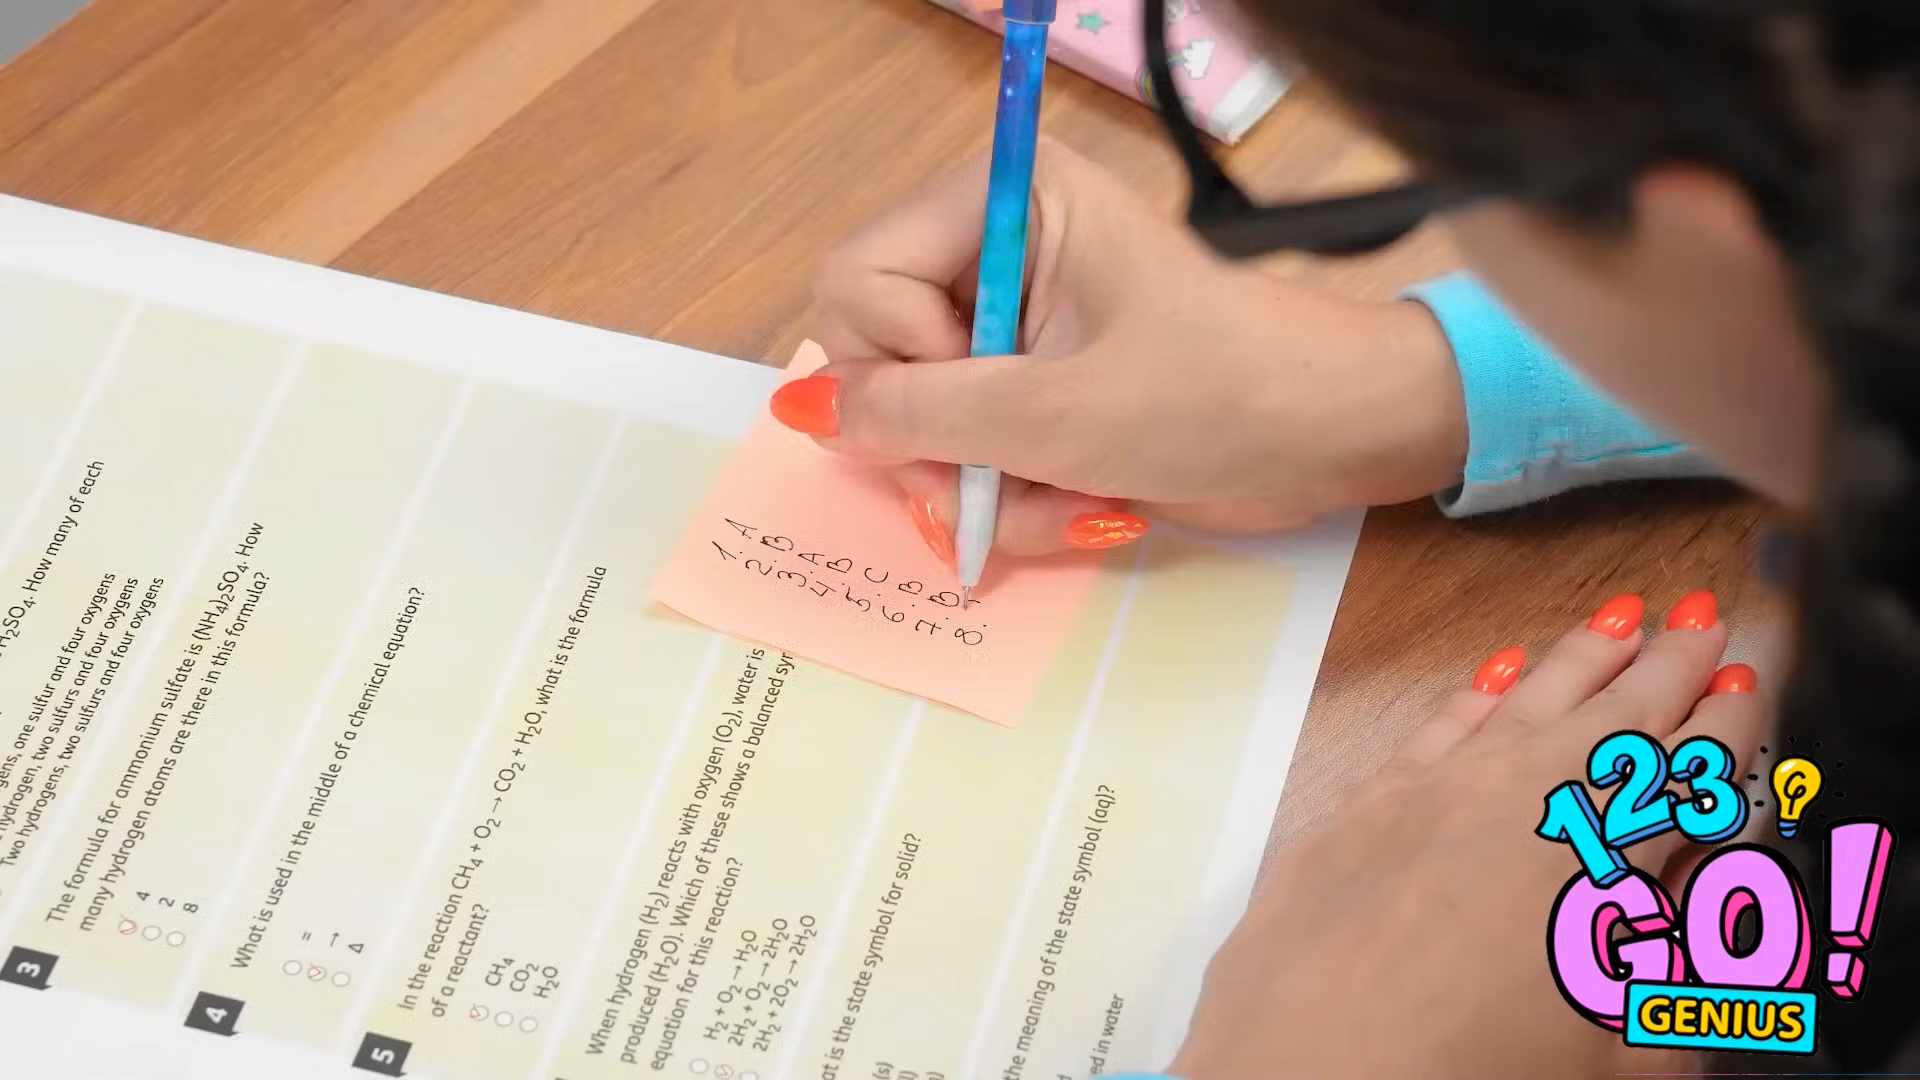 H₂SO₄. How many of each
gens, one sulfur and four oxygens
hydrogen, two sulfurs and four oxygens
Two hydrogens, two sulfurs and four oxygens
3
The formula for ammonium sulfate is (NH₄)₂SO₄. How
many hydrogen atoms are there in this formula?
4
2
8
4
What is used in the middle of a chemical equation?
=
→
Δ
5
In the reaction CH₄ + O₂ → CO₂ + H₂O, what is the formula
of a reactant?
CH₄
CO₂
H₂O
When hydrogen (H₂) reacts with oxygen (O₂), water is
produced (H₂O). Which of these shows a balanced syr
equation for this reaction?
H₂ + O₂ → H₂O
2H₂ + O₂ → 2H₂O
2H₂ + 2O₂ → 2H₂O
at is the state symbol for solid?
(s)
the meaning of the state symbol (aq)?
ed in water
1. A
2. B
3. A
4. B
5. C
6. B
7. B
8.
123
GO!
GENIUS